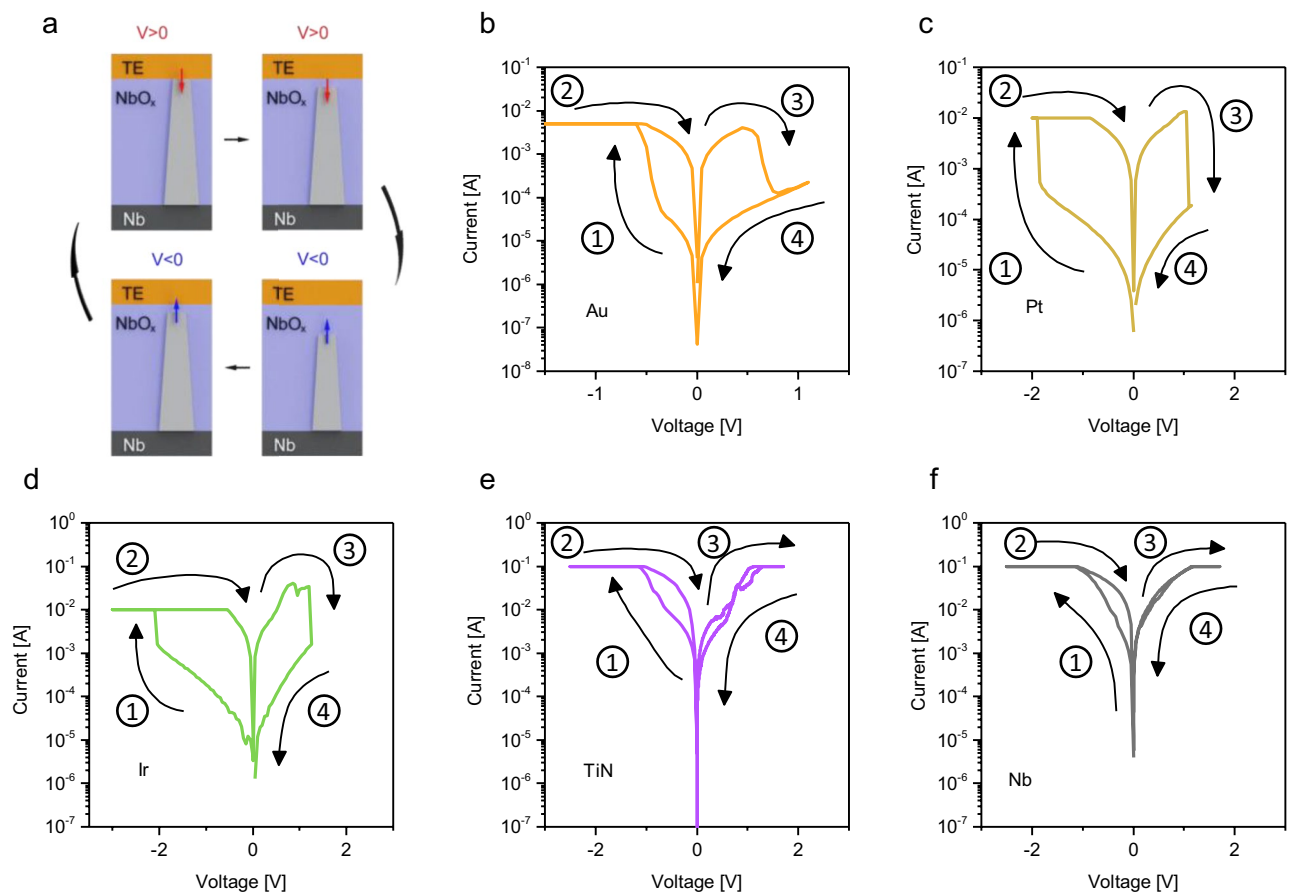 a
V>0
V>0
TE
TE
NbOₓ
NbOₓ
Nb
Nb
V<0
V<0
TE
TE
NbOₓ
NbOₓ
Nb
Nb
b
10⁻¹
10⁻²
10⁻³
10⁻⁴
10⁻⁵
10⁻⁶
10⁻⁷
10⁻⁸
Current [A]
② ③
① ④
Au
-1 0 1
Voltage [V]
c
10⁻¹
10⁻²
10⁻³
10⁻⁴
10⁻⁵
10⁻⁶
10⁻⁷
Current [A]
② ③
① ④
Pt
-2 0 2
Voltage [V]
d
10⁰
10⁻¹
10⁻²
10⁻³
10⁻⁴
10⁻⁵
10⁻⁶
10⁻⁷
Current [A]
② ③
① ④
Ir
-2 0 2
Voltage [V]
e
10⁰
10⁻¹
10⁻²
10⁻³
10⁻⁴
10⁻⁵
10⁻⁶
10⁻⁷
Current [A]
② ③
① ④
TiN
-2 0 2
Voltage [V]
f
10⁰
10⁻¹
10⁻²
10⁻³
10⁻⁴
10⁻⁵
10⁻⁶
10⁻⁷
Current [A]
② ③
① ④
Nb
-2 0 2
Voltage [V]